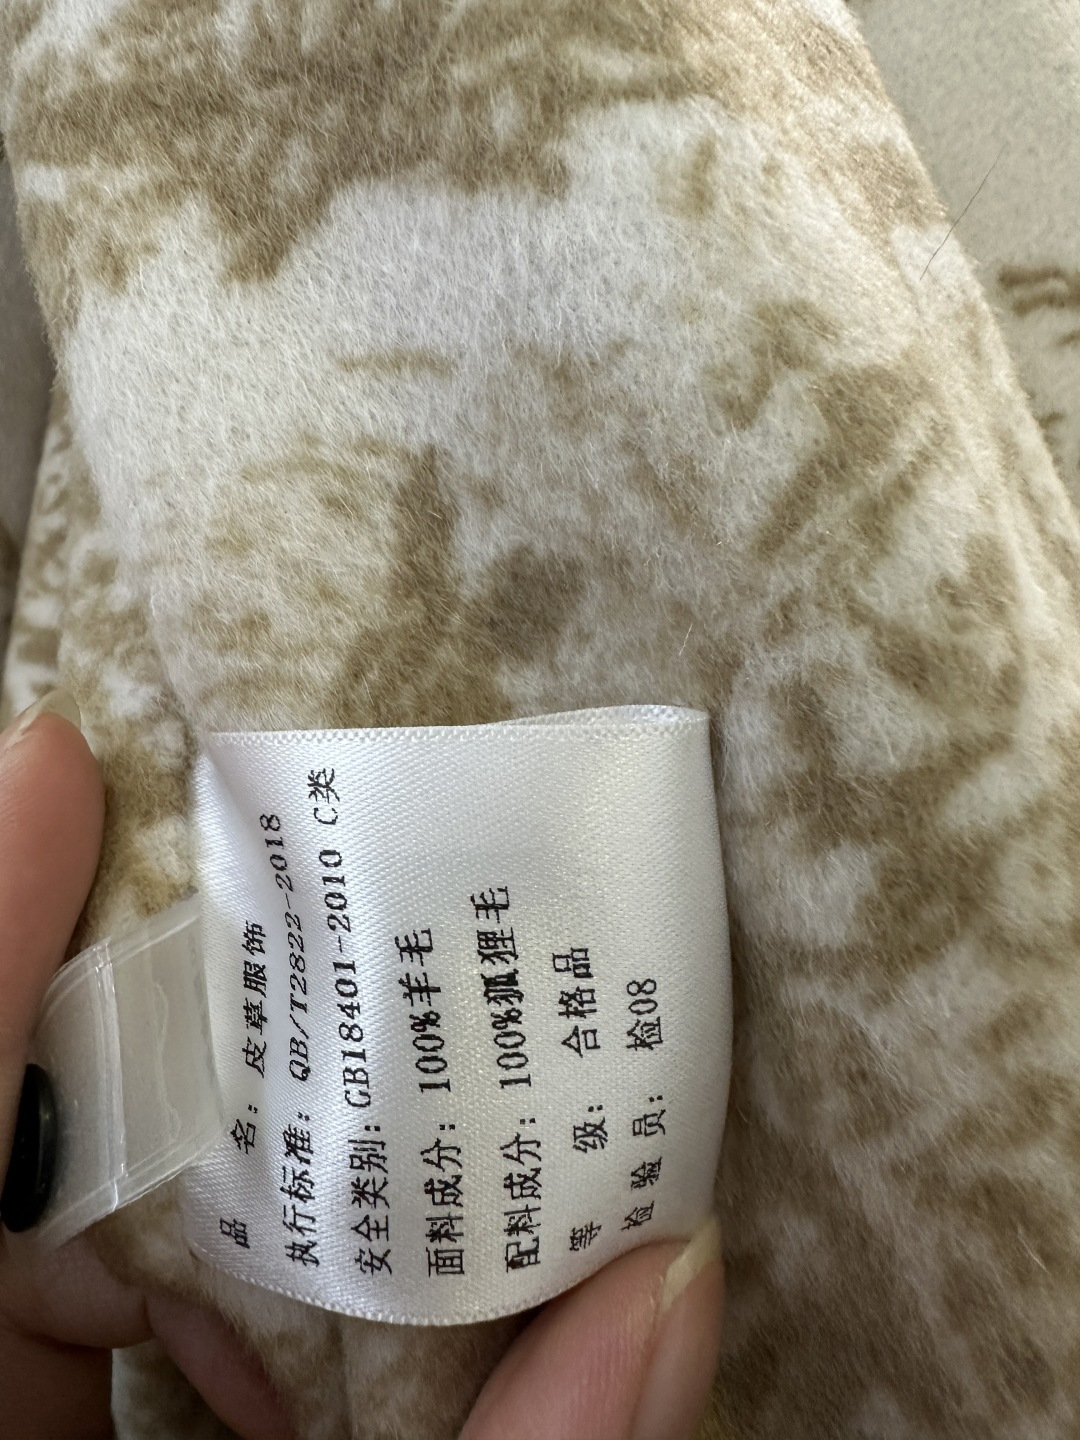 品 名：皮草服饰
执行标准：QB/T2822-2018
安全类别：GB18401-2010 C类
面料成分：100%羊毛
配料成分：100%狐狸毛
等 级：合格品
检 验 员：检08